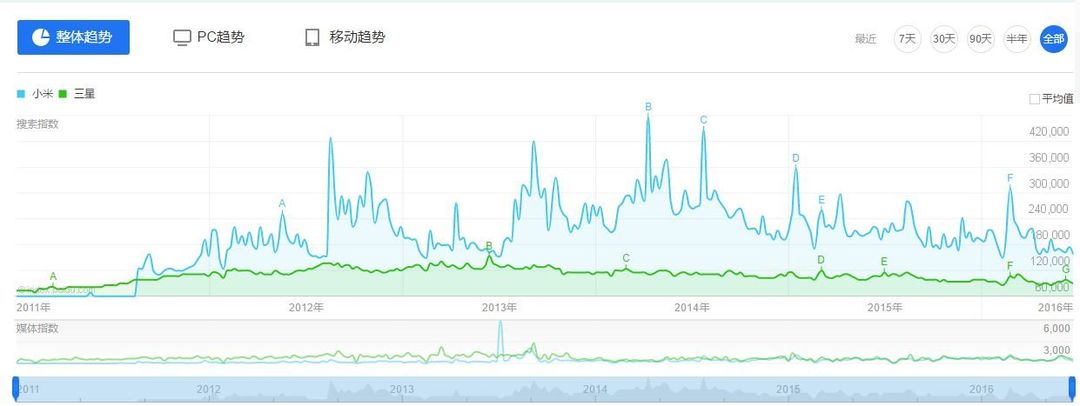 整体趋势 PC趋势 移动趋势 最近 7天 30天 90天 半年 全部
小米 三星 平均值
搜索指数
420,000
360,000
300,000
240,000
180,000
120,000
60,000
A B C D E F
A B C D E F G
2011年 2012年 2013年 2014年 2015年 2016年
媒体指数
6,000
3,000
2011 2012 2013 2014 2015 2016